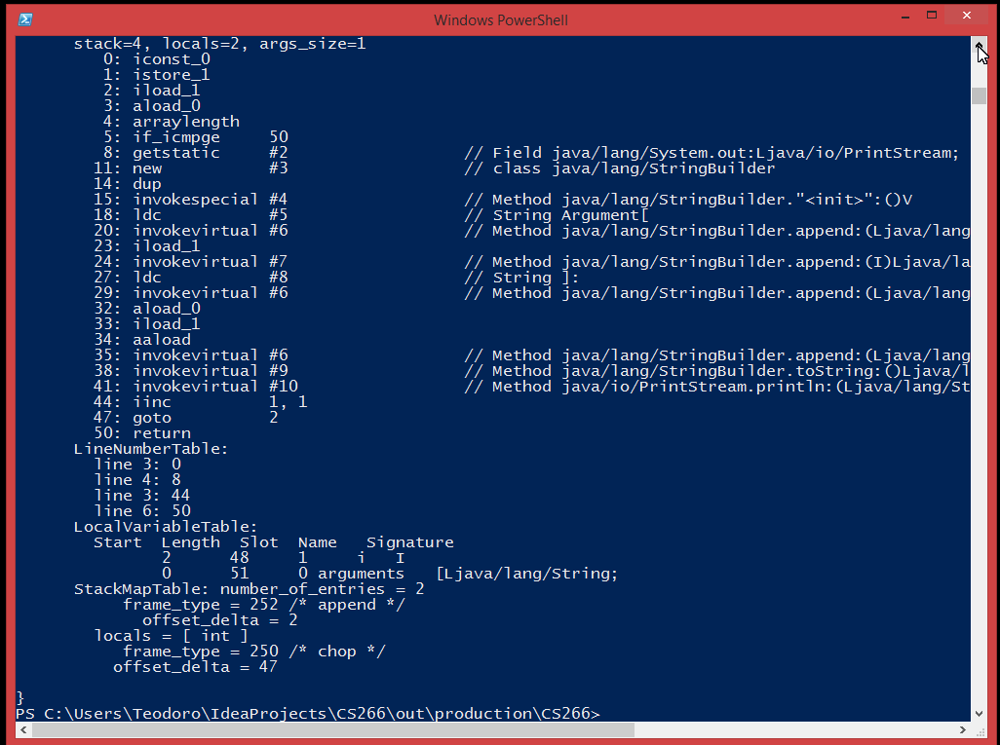 Windows PowerShell
stack=4, locals=2, args_size=1
0: iconst_0
1: istore_1
2: iload_1
3: aload_0
4: arraylength
5: if_icmpge 50
8: getstatic #2 // Field java/lang/System.out:Ljava/io/PrintStream;
11: new #3 // class java/lang/StringBuilder
14: dup
15: invokespecial #4 // Method java/lang/StringBuilder."<init>":()V
18: ldc #5 // String Argument[
20: invokevirtual #6 // Method java/lang/StringBuilder.append:(Ljava/lang
23: iload_1
24: invokevirtual #7 // Method java/lang/StringBuilder.append:(I)Ljava/la
27: ldc #8 // String ]:
29: invokevirtual #6 // Method java/lang/StringBuilder.append:(Ljava/lang
32: aload_0
33: iload_1
34: aaload
35: invokevirtual #6 // Method java/lang/StringBuilder.append:(Ljava/lang
38: invokevirtual #9 // Method java/lang/StringBuilder.toString:()Ljava/l
41: invokevirtual #10 // Method java/io/PrintStream.println:(Ljava/lang/St
44: iinc 1, 1
47: goto 2
50: return
LineNumberTable:
line 3: 0
line 4: 8
line 3: 44
line 6: 50
LocalVariableTable:
Start Length Slot Name Signature
2 48 1 i I
0 51 0 arguments [Ljava/lang/String;
StackMapTable: number_of_entries = 2
frame_type = 252 /* append */
offset_delta = 2
locals = [ int ]
frame_type = 250 /* chop */
offset_delta = 47
}
PS C:\Users\Teodoro\IdeaProjects\CS266\out\production\CS266>